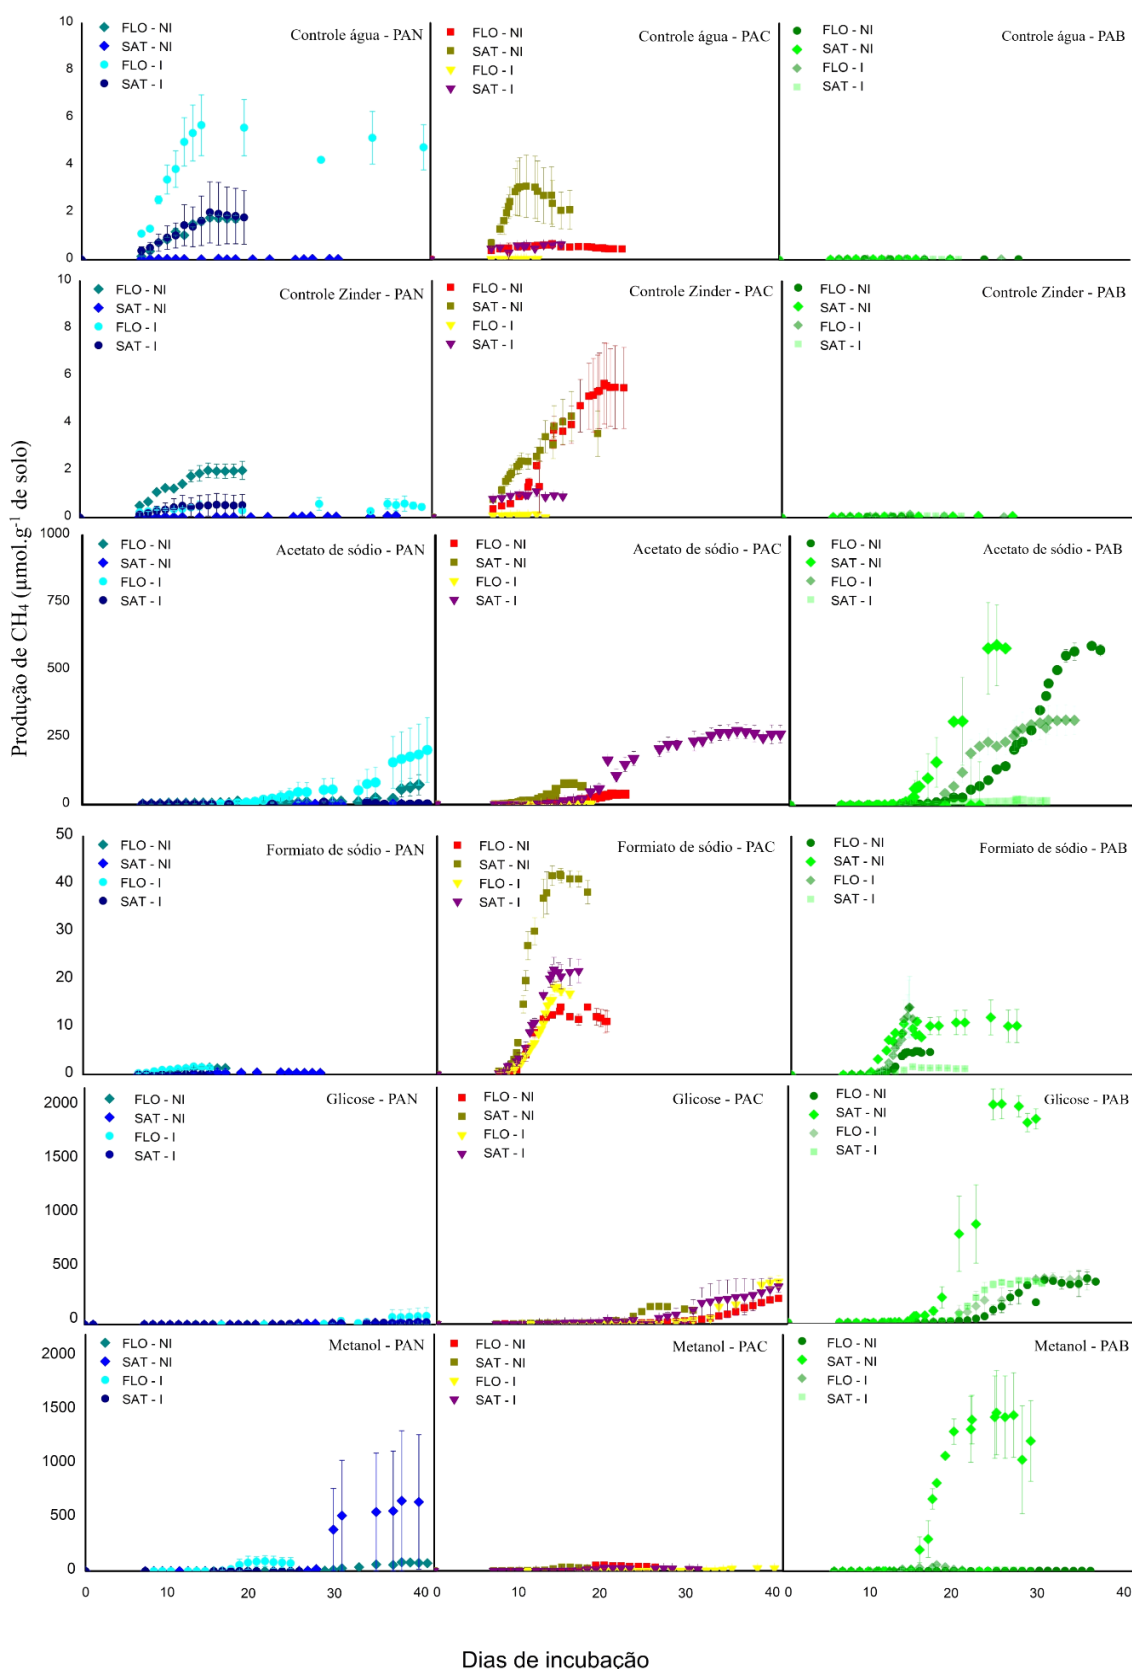 Produção de CH₄ (µmol.g⁻¹ de solo)
10
8
6
4
2
0
FLO - NI
SAT - NI
FLO - I
SAT - I
Controle água - PAN
FLO - NI
SAT - NI
FLO - I
SAT - I
Controle água - PAC
FLO - NI
SAT - NI
FLO - I
SAT - I
Controle água - PAB
10
8
6
4
2
0
FLO - NI
SAT - NI
FLO - I
SAT - I
Controle Zinder - PAN
FLO - NI
SAT - NI
FLO - I
SAT - I
Controle Zinder - PAC
FLO - NI
SAT - NI
FLO - I
SAT - I
Controle Zinder - PAB
1000
750
500
250
0
FLO - NI
SAT - NI
FLO - I
SAT - I
Acetato de sódio - PAN
FLO - NI
SAT - NI
FLO - I
SAT - I
Acetato de sódio - PAC
FLO - NI
SAT - NI
FLO - I
SAT - I
Acetato de sódio - PAB
50
40
30
20
10
0
FLO - NI
SAT - NI
FLO - I
SAT - I
Formiato de sódio - PAN
FLO - NI
SAT - NI
FLO - I
SAT - I
Formiato de sódio - PAC
FLO - NI
SAT - NI
FLO - I
SAT - I
Formiato de sódio - PAB
2000
1500
1000
500
0
FLO - NI
SAT - NI
FLO - I
SAT - I
Glicose - PAN
FLO - NI
SAT - NI
FLO - I
SAT - I
Glicose - PAC
FLO - NI
SAT - NI
FLO - I
SAT - I
Glicose - PAB
2000
1500
1000
500
0
FLO - NI
SAT - NI
FLO - I
SAT - I
Metanol - PAN
FLO - NI
SAT - NI
FLO - I
SAT - I
Metanol - PAC
FLO - NI
SAT - NI
FLO - I
SAT - I
Metanol - PAB
0 10 20 30 40 10 20 30 40 0 10 20 30 40
Dias de incubação